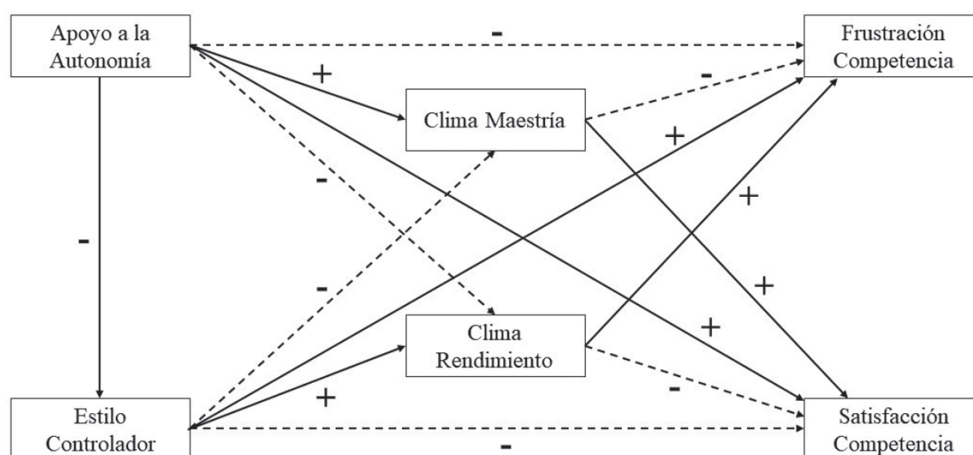 Apoyo a la
Autonomía
-
Frustración
Competencia
+
-
Clima Maestría
+
-
+
-
-
+
Clima
Rendimiento
+
+
-
Estilo
Controlador
-
Satisfacción
Competencia